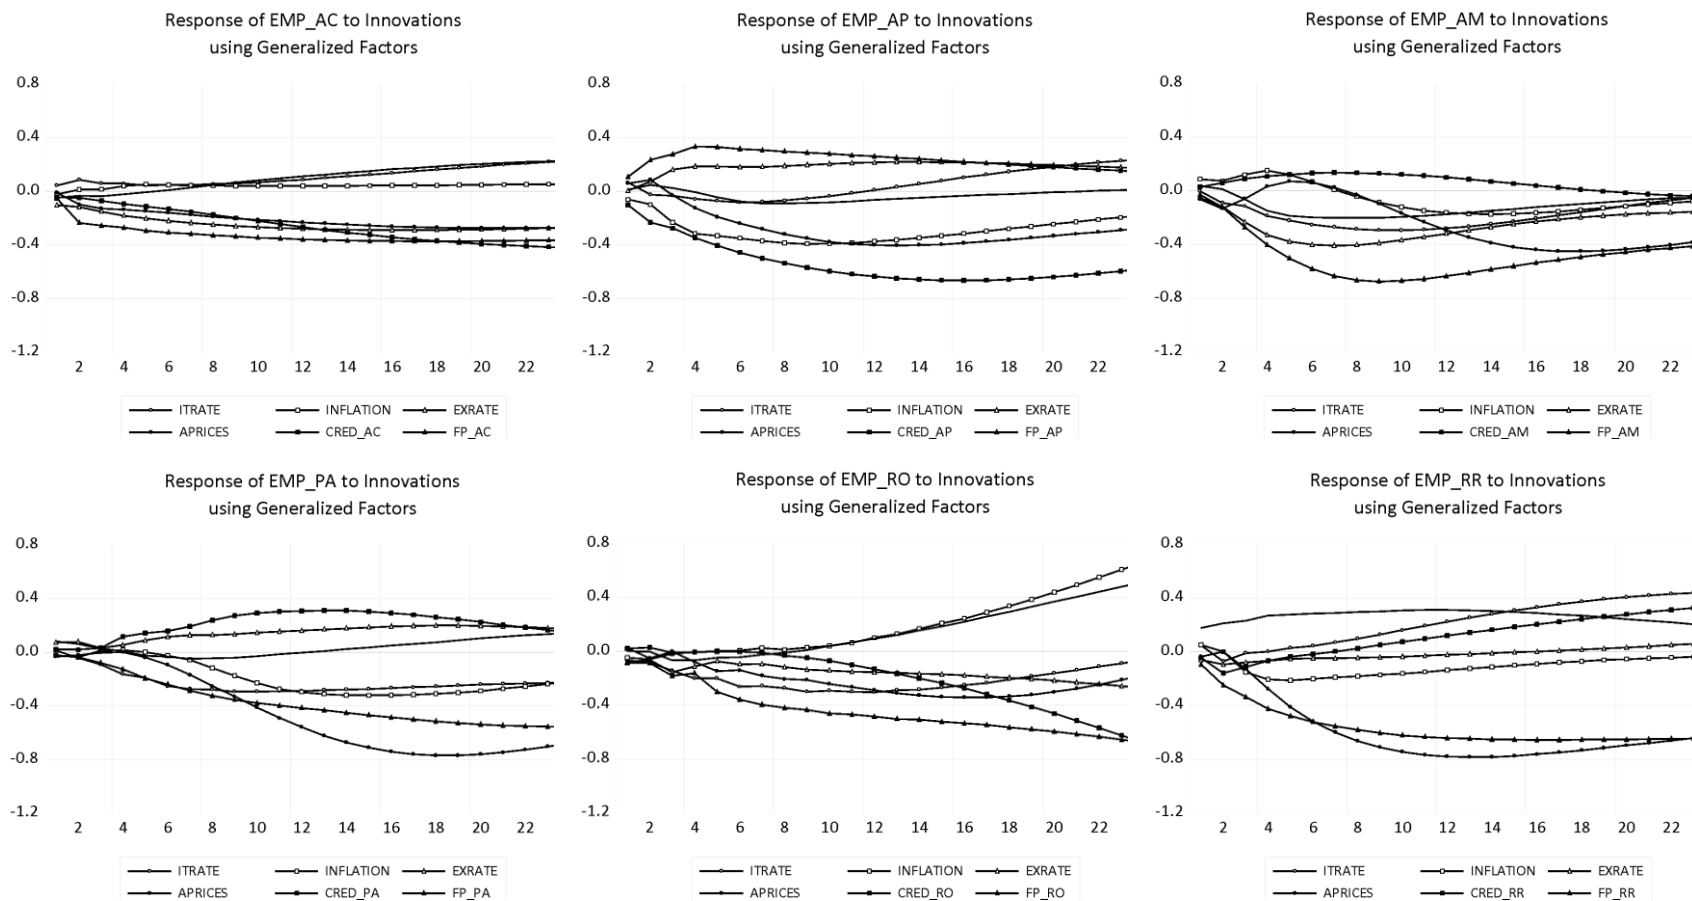 Response of EMP_AC to Innovations
using Generalized Factors
0.8
0.4
0.0
-0.4
-0.8
-1.2
2 4 6 8 10 12 14 16 18 20 22
ITRATE INFLATION EXRATE
APRICES CRED_AC FP_AC
Response of EMP_AP to Innovations
using Generalized Factors
0.8
0.4
0.0
-0.4
-0.8
-1.2
2 4 6 8 10 12 14 16 18 20 22
ITRATE INFLATION EXRATE
APRICES CRED_AP FP_AP
Response of EMP_AM to Innovations
using Generalized Factors
0.8
0.4
0.0
-0.4
-0.8
-1.2
2 4 6 8 10 12 14 16 18 20 22
ITRATE INFLATION EXRATE
APRICES CRED_AM FP_AM
Response of EMP_PA to Innovations
using Generalized Factors
0.8
0.4
0.0
-0.4
-0.8
-1.2
2 4 6 8 10 12 14 16 18 20 22
ITRATE INFLATION EXRATE
APRICES CRED_PA FP_PA
Response of EMP_RO to Innovations
using Generalized Factors
0.8
0.4
0.0
-0.4
-0.8
-1.2
2 4 6 8 10 12 14 16 18 20 22
ITRATE INFLATION EXRATE
APRICES CRED_RO FP_RO
Response of EMP_RR to Innovations
using Generalized Factors
0.8
0.4
0.0
-0.4
-0.8
-1.2
2 4 6 8 10 12 14 16 18 20 22
ITRATE INFLATION EXRATE
APRICES CRED_RR FP_RR